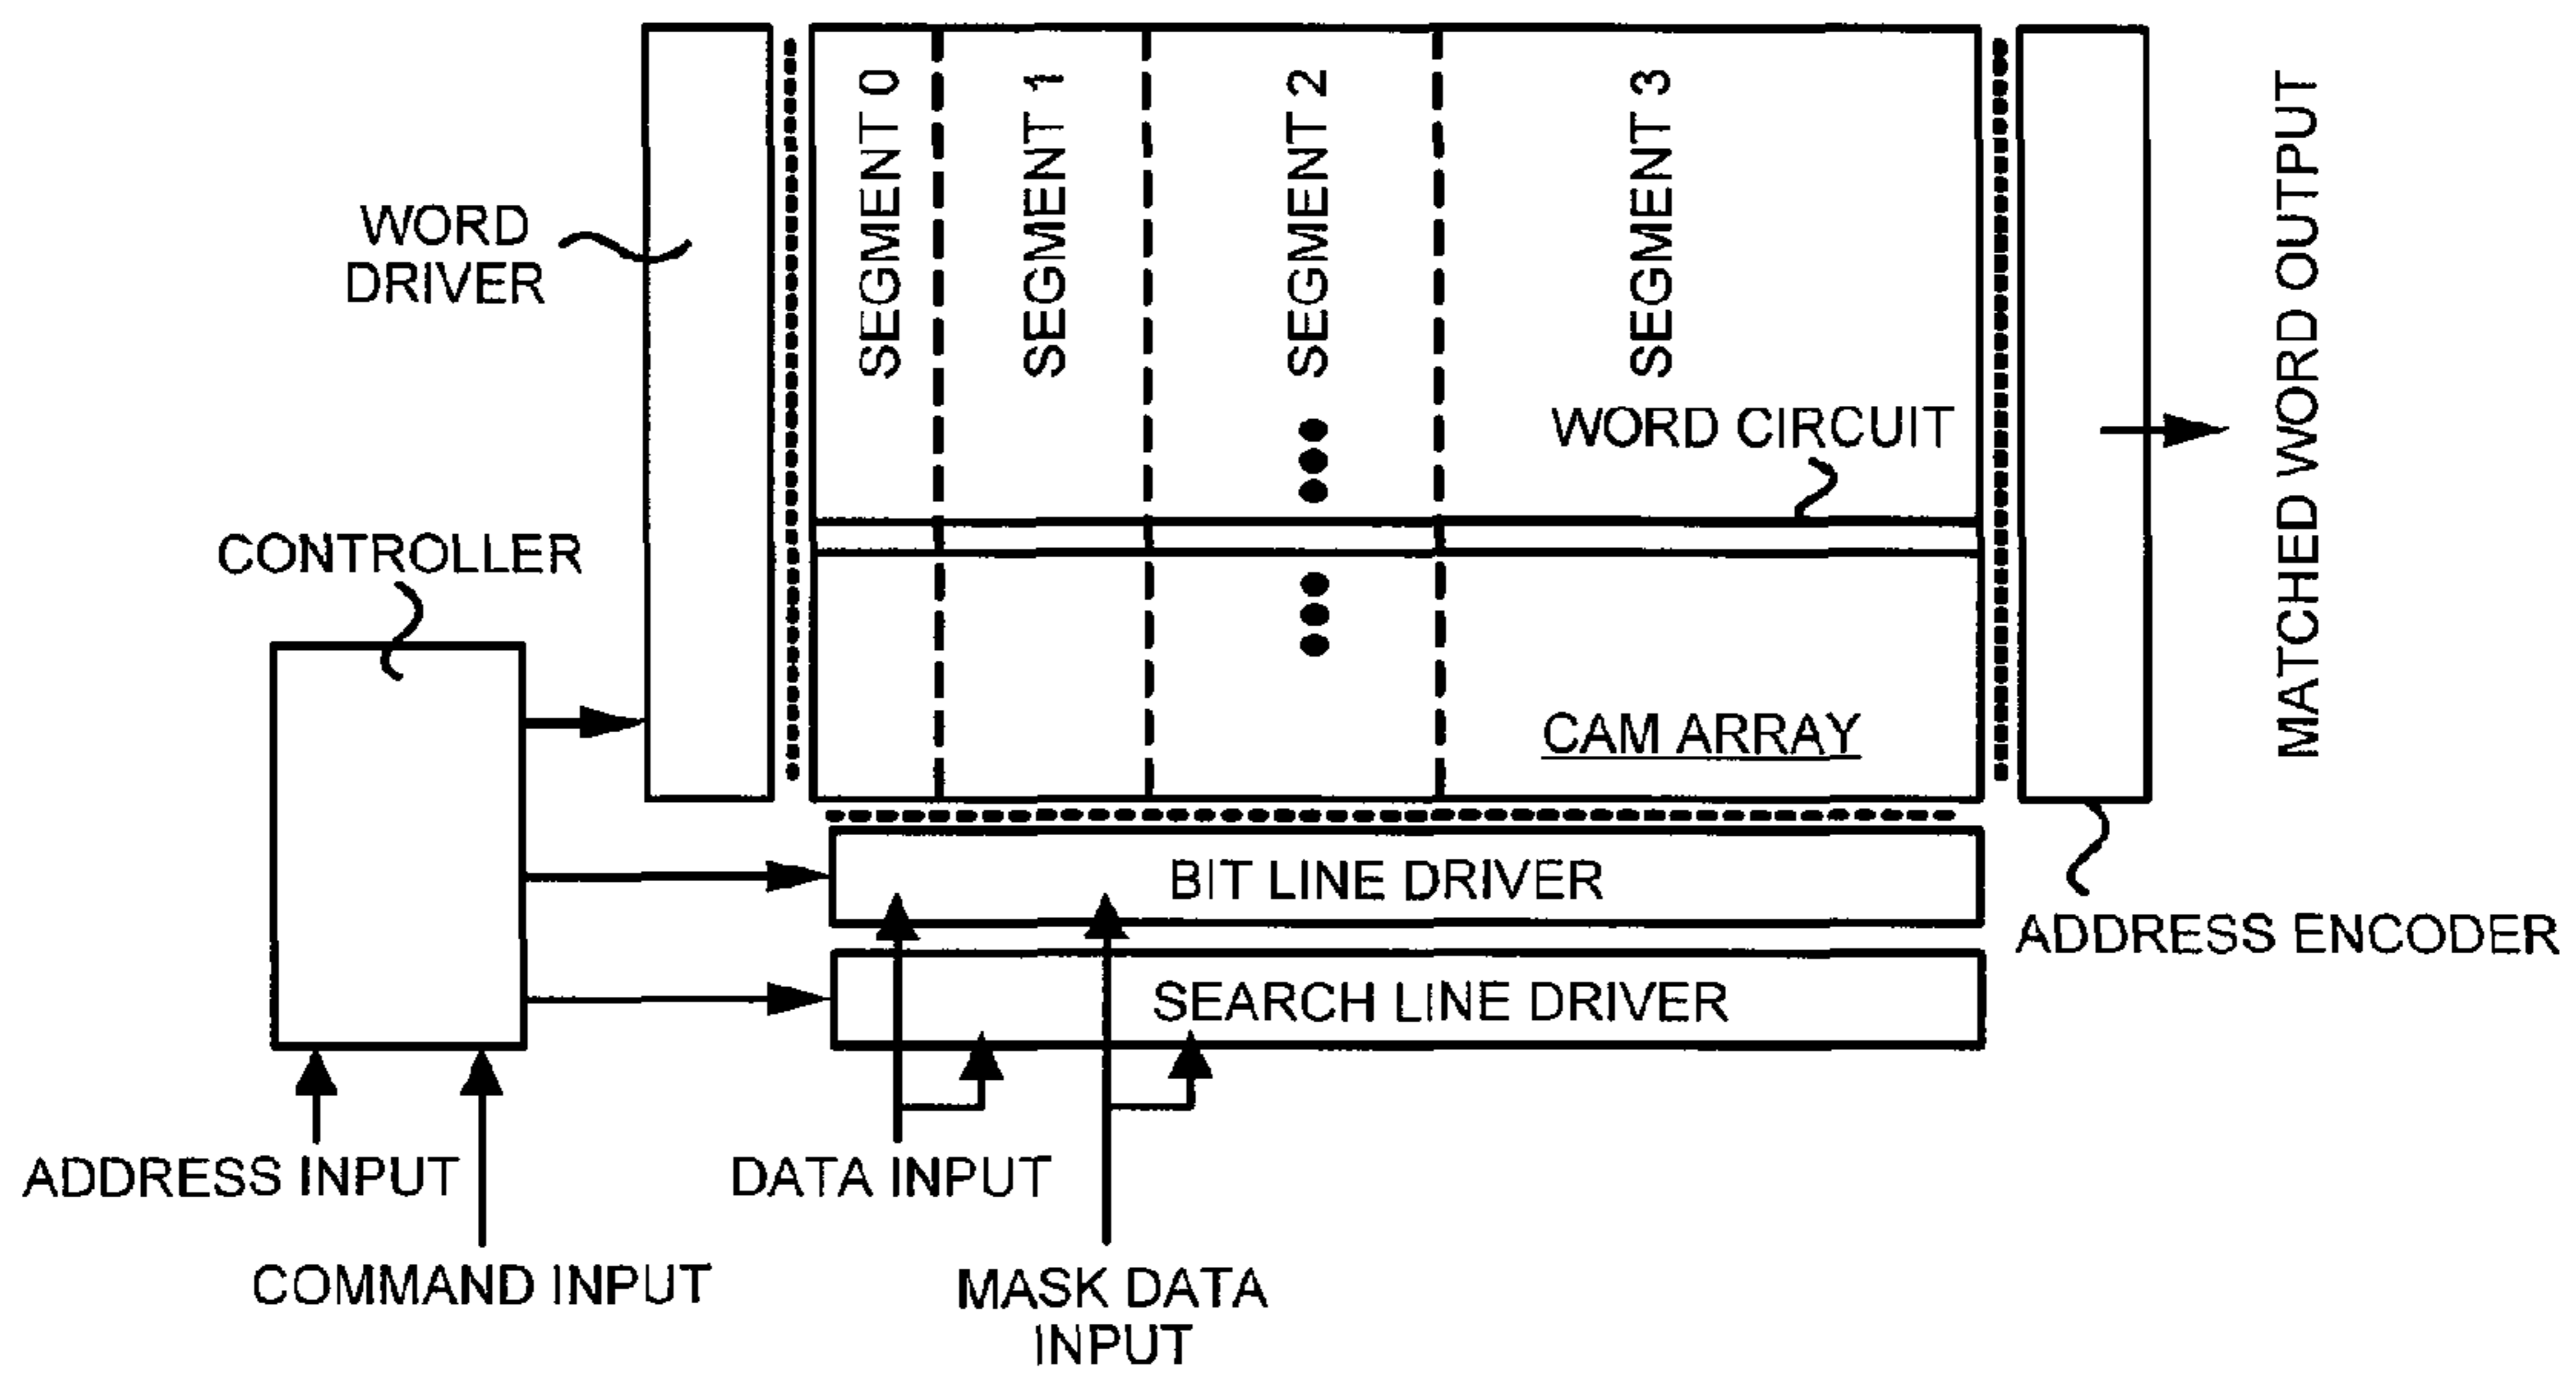 SEGMENT 0
SEGMENT 1
SEGMENT 2
SEGMENT 3
WORD
DRIVER
MATCHED WORD OUTPUT
WORD CIRCUIT
CONTROLLER
CAM ARRAY
BIT LINE DRIVER
ADDRESS ENCODER
SEARCH LINE DRIVER
ADDRESS INPUT
DATA INPUT
COMMAND INPUT
MASK DATA
INPUT